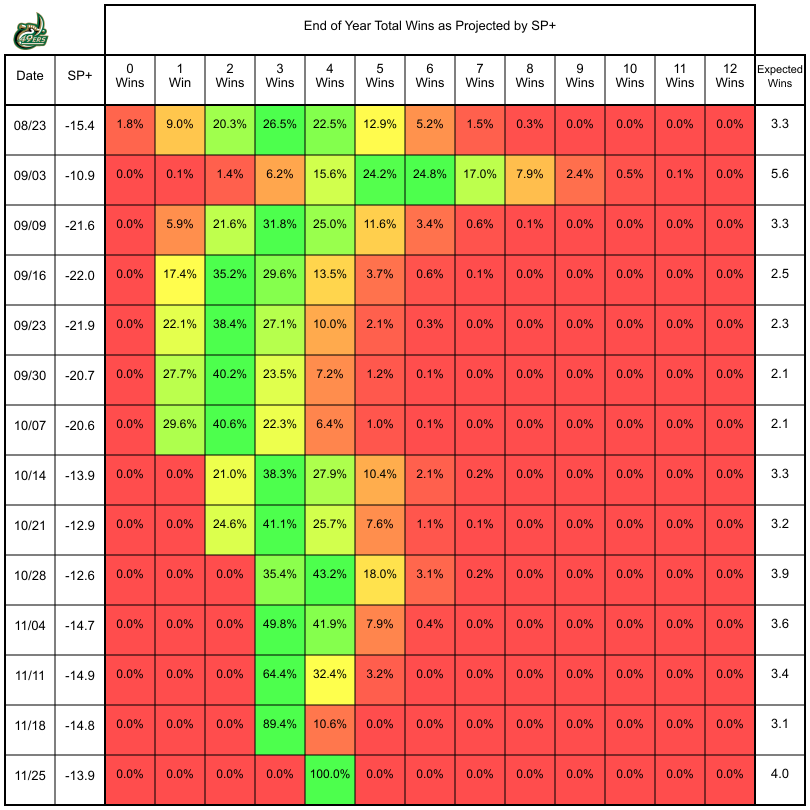 49ERS
End of Year Total Wins as Projected by SP+
Date SP+ 0 Wins 1 Win 2 Wins 3 Wins 4 Wins 5 Wins 6 Wins 7 Wins 8 Wins 9 Wins 10 Wins 11 Wins 12 Wins Expected Wins
08/23 -15.4 1.8% 9.0% 20.3% 26.5% 22.5% 12.9% 5.2% 1.5% 0.3% 0.0% 0.0% 0.0% 0.0% 3.3
09/03 -10.9 0.0% 0.1% 1.4% 6.2% 15.6% 24.2% 24.8% 17.0% 7.9% 2.4% 0.5% 0.1% 0.0% 5.6
09/09 -21.6 0.0% 5.9% 21.6% 31.8% 25.0% 11.6% 3.4% 0.6% 0.1% 0.0% 0.0% 0.0% 0.0% 3.3
09/16 -22.0 0.0% 17.4% 35.2% 29.6% 13.5% 3.7% 0.6% 0.1% 0.0% 0.0% 0.0% 0.0% 0.0% 2.5
09/23 -21.9 0.0% 22.1% 38.4% 27.1% 10.0% 2.1% 0.3% 0.0% 0.0% 0.0% 0.0% 0.0% 0.0% 2.3
09/30 -20.7 0.0% 27.7% 40.2% 23.5% 7.2% 1.2% 0.1% 0.0% 0.0% 0.0% 0.0% 0.0% 0.0% 2.1
10/07 -20.6 0.0% 29.6% 40.6% 22.3% 6.4% 1.0% 0.1% 0.0% 0.0% 0.0% 0.0% 0.0% 0.0% 2.1
10/14 -13.9 0.0% 0.0% 21.0% 38.3% 27.9% 10.4% 2.1% 0.2% 0.0% 0.0% 0.0% 0.0% 0.0% 3.3
10/21 -12.9 0.0% 0.0% 24.6% 41.1% 25.7% 7.6% 1.1% 0.1% 0.0% 0.0% 0.0% 0.0% 0.0% 3.2
10/28 -12.6 0.0% 0.0% 0.0% 35.4% 43.2% 18.0% 3.1% 0.2% 0.0% 0.0% 0.0% 0.0% 0.0% 3.9
11/04 -14.7 0.0% 0.0% 0.0% 49.8% 41.9% 7.9% 0.4% 0.0% 0.0% 0.0% 0.0% 0.0% 0.0% 3.6
11/11 -14.9 0.0% 0.0% 0.0% 64.4% 32.4% 3.2% 0.0% 0.0% 0.0% 0.0% 0.0% 0.0% 0.0% 3.4
11/18 -14.8 0.0% 0.0% 0.0% 89.4% 10.6% 0.0% 0.0% 0.0% 0.0% 0.0% 0.0% 0.0% 0.0% 3.1
11/25 -13.9 0.0% 0.0% 0.0% 0.0% 100.0% 0.0% 0.0% 0.0% 0.0% 0.0% 0.0% 0.0% 0.0% 4.0